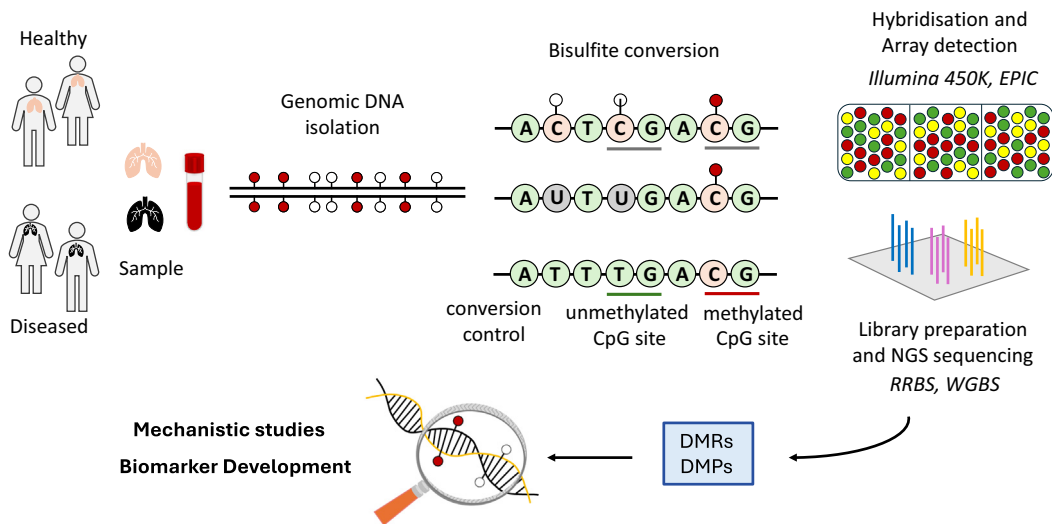 Healthy
Diseased
Sample
Genomic DNA
isolation
Bisulfite conversion
A C T C G A C G
A U T U G A C G
A T T T G A C G
conversion
control
unmethylated
CpG site
methylated
CpG site
Hybridisation and
Array detection
Illumina 450K, EPIC
Library preparation
and NGS sequencing
RRBS, WGBS
DMRs
DMPs
Mechanistic studies
Biomarker Development